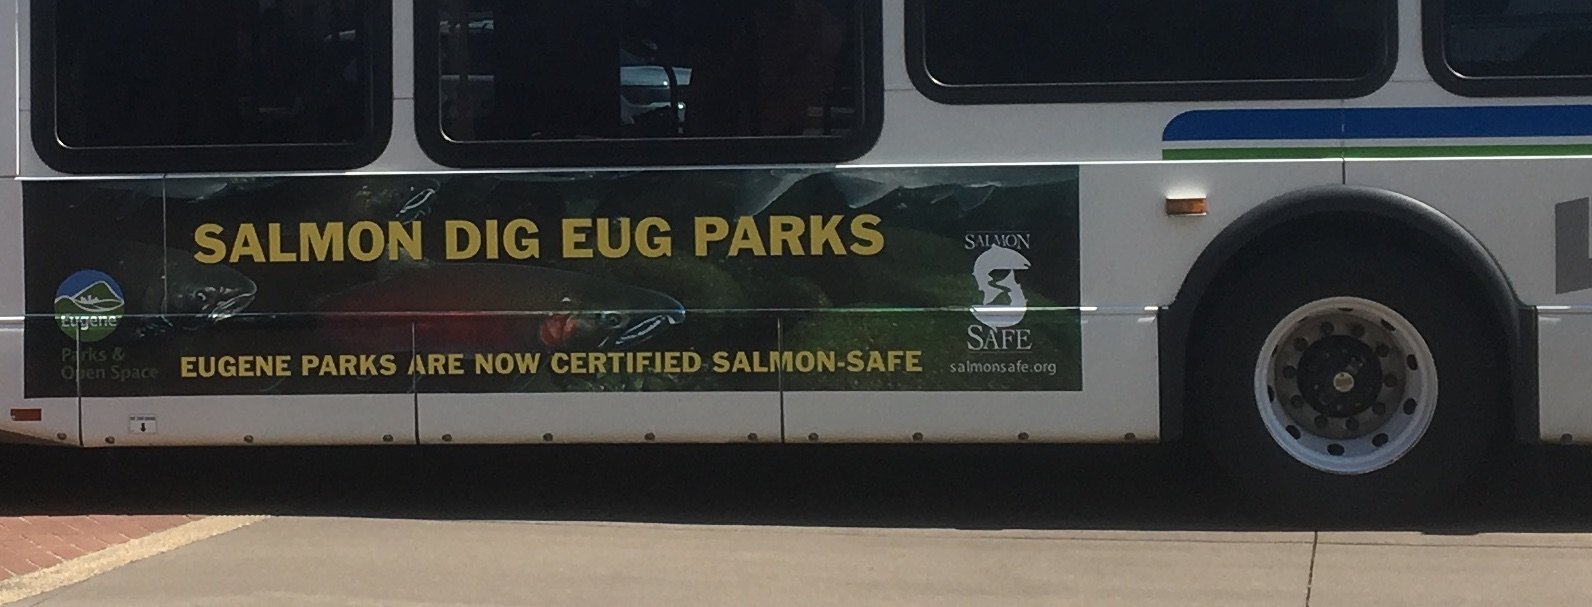 SALMON DIG EUG PARKS
SALMON
SAFE
Eugene
Parks &
Open Space
EUGENE PARKS ARE NOW CERTIFIED SALMON-SAFE
salmonsafe.org